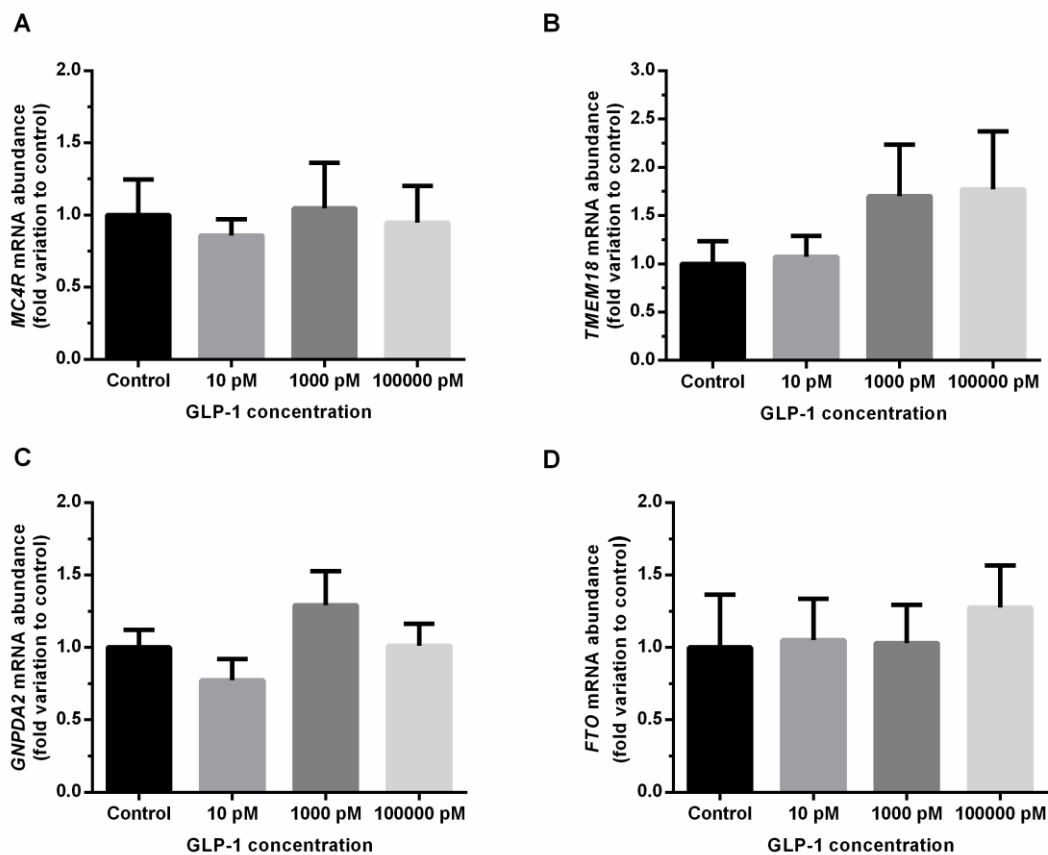 A
MC4R mRNA abundance
(fold variation to control)
2.0
1.5
1.0
0.5
0.0
Control 10 pM 1000 pM 100000 pM
GLP-1 concentration
B
TMEM18 mRNA abundance
(fold variation to control)
3.0
2.5
2.0
1.5
1.0
0.5
0.0
Control 10 pM 1000 pM 100000 pM
GLP-1 concentration
C
GNPDA2 mRNA abundance
(fold variation to control)
2.0
1.5
1.0
0.5
0.0
Control 10 pM 1000 pM 100000 pM
GLP-1 concentration
D
FTO mRNA abundance
(fold variation to control)
2.0
1.5
1.0
0.5
0.0
Control 10 pM 1000 pM 100000 pM
GLP-1 concentration